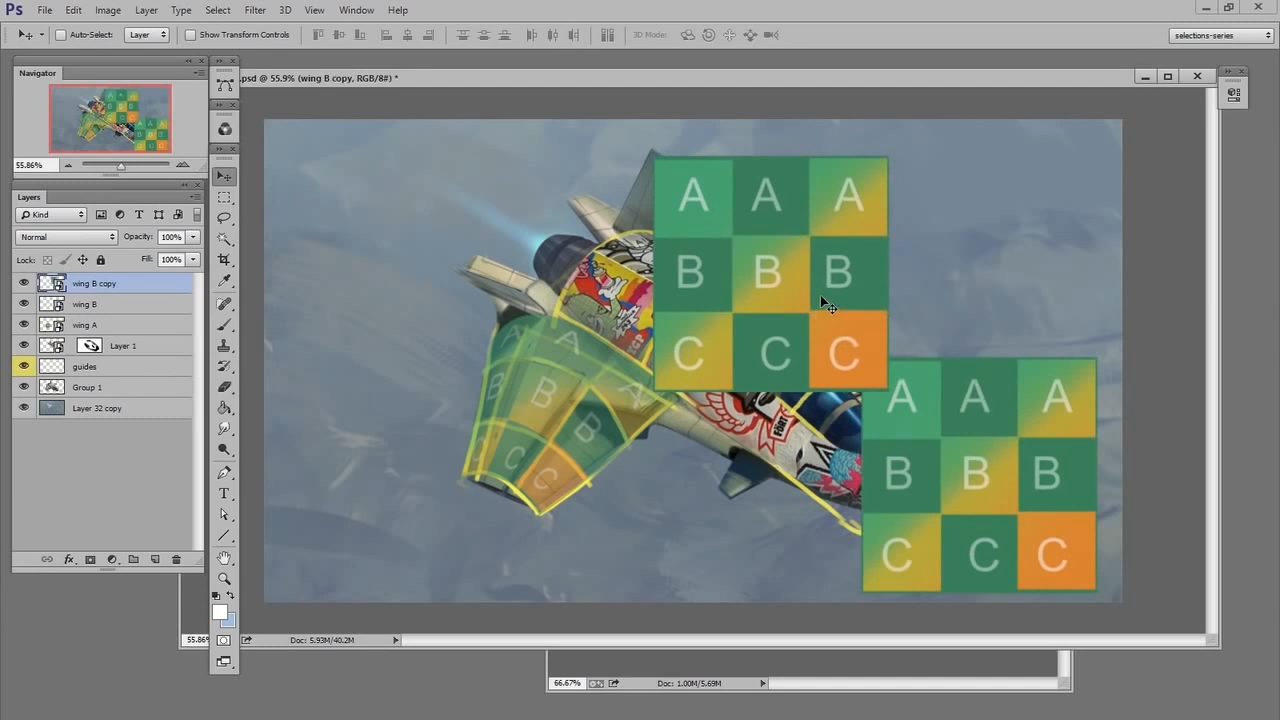 Ps File Edit Image Layer Type Select Filter 3D View Window Help
Auto-Select: Layer Show Transform Controls 3D Mode: selections-series
.psd @ 55.9% (wing B copy, RGB/8#) *
Navigator
55.86%
Layers
Kind
Normal Opacity: 100%
Lock: Fill: 100%
wing B copy
wing B
wing A
Layer 1
guides
Group 1
Layer 32 copy
A A A
B B B
C C C
A A A
B B B
C C C
A A A
B B B
C C
FÖRT
55.86% Doc: 5.93M/40.2M
66.67% Doc: 1.00M/5.69M